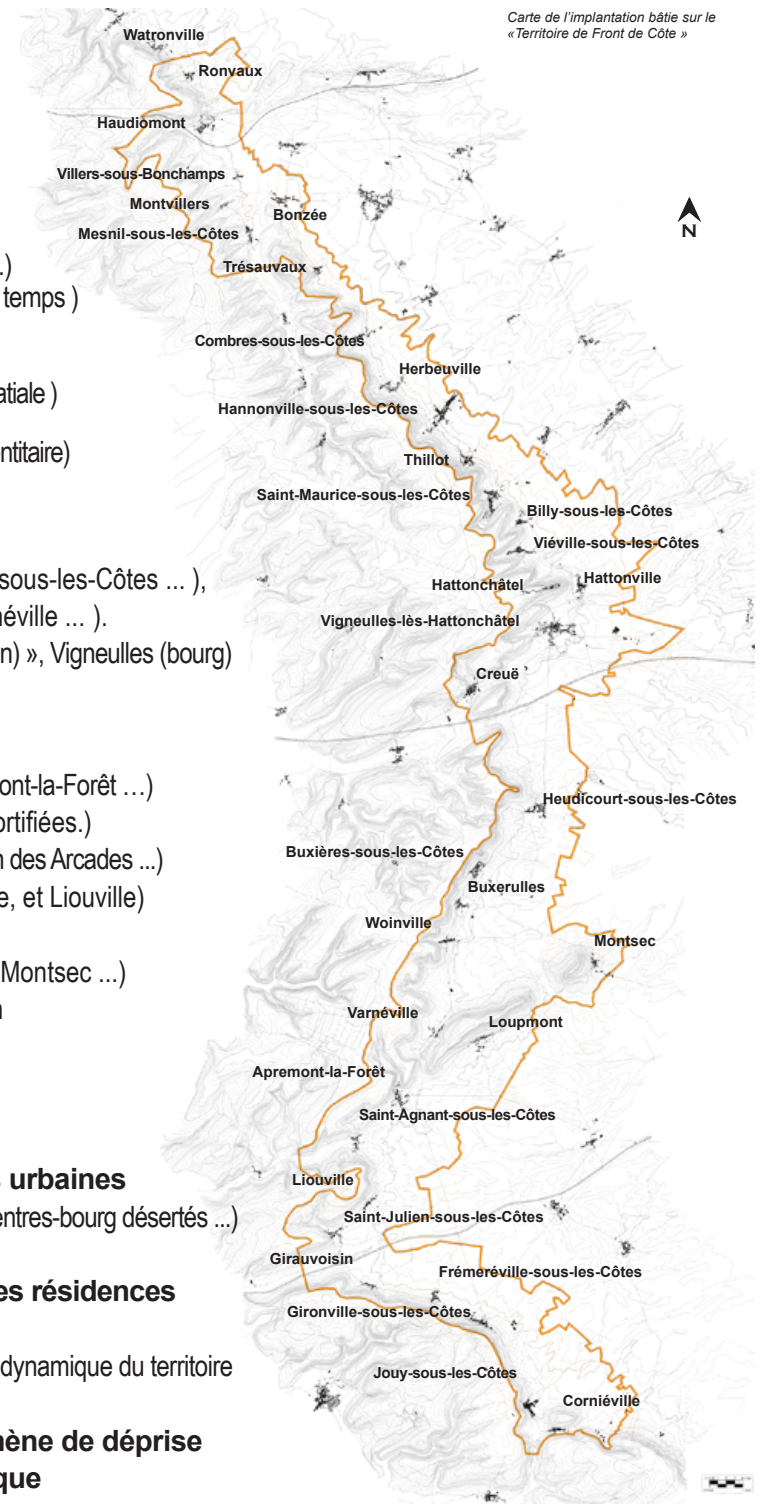 Carte de l'implantation bâtie sur le
«Territoire de Front de Côte »
Watronville
Ronvaux
Haudiomont
Villers-sous-Bonchamps
Montvillers
Bonzée
N
Mesnil-sous-les-Côtes
Trésauvaux
.)
temps )
Combres-sous-les-Côtes
Herbeuville
atiale )
Hannonville-sous-les-Côtes
entitaire)
Thillot
Saint-Maurice-sous-les-Côtes
Billy-sous-les-Côtes
Viéville-sous-les-Côtes
sous-les-Côtes ... ),
Hattonchâtel
Hattonville
éville ... ).
Vigneulles-lès-Hattonchâtel
n) », Vigneulles (bourg)
Creuë
ont-la-Forêt …)
Heudicourt-sous-les-Côtes
ortifiées.)
Buxières-sous-les-Côtes
n des Arcades ...)
Buxerulles
e, et Liouville)
Woinville
Montsec
Montsec ...)
Varnéville
Loupmont
Apremont-la-Forêt
Saint-Agnant-sous-les-Côtes
s urbaines
Liouville
entres-bourg désertés ...)
Saint-Julien-sous-les-Côtes
Girauvoisin
Fréméréville-sous-les-Côtes
es résidences
Gironville-sous-les-Côtes
dynamique du territoire
Jouy-sous-les-Côtes
Corniéville
mène de déprise
que